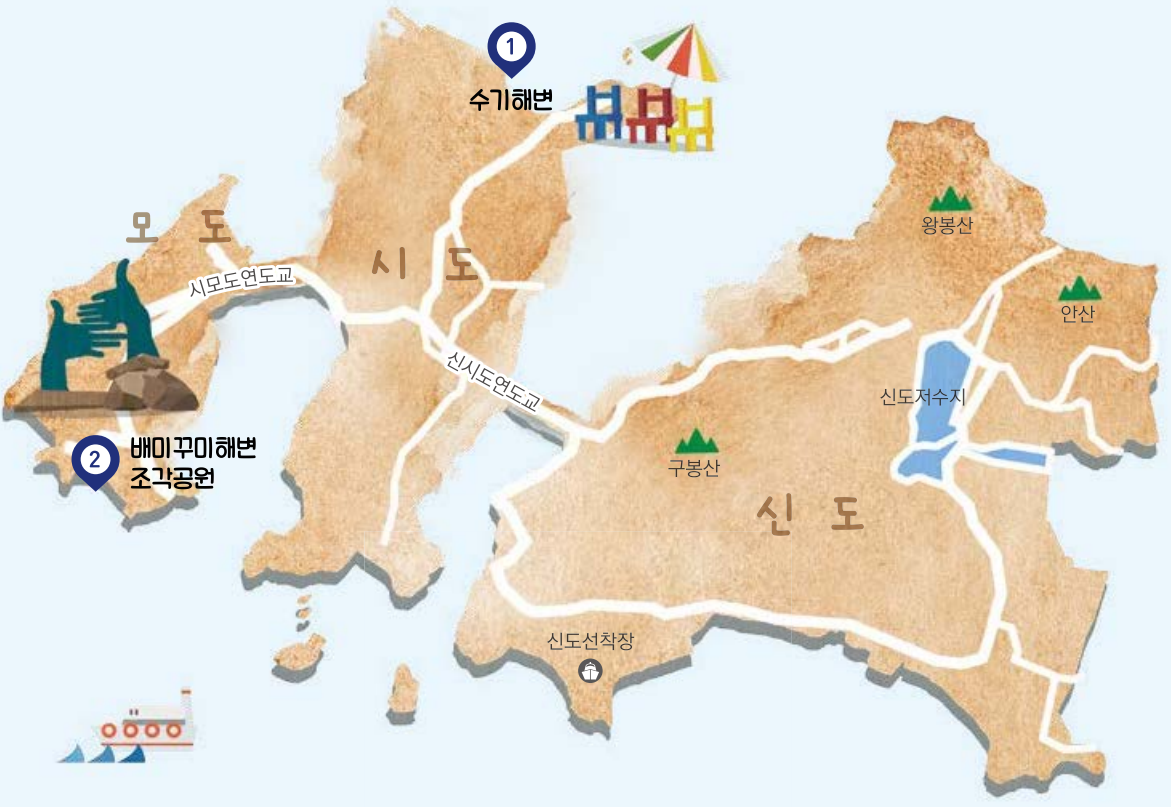 1
수기해변
왕봉산
모 도
시 도
시모도연도교
안산
신시도연도교
신도저수지
2
배미꾸미해변
조각공원
구봉산
신 도
신도선착장